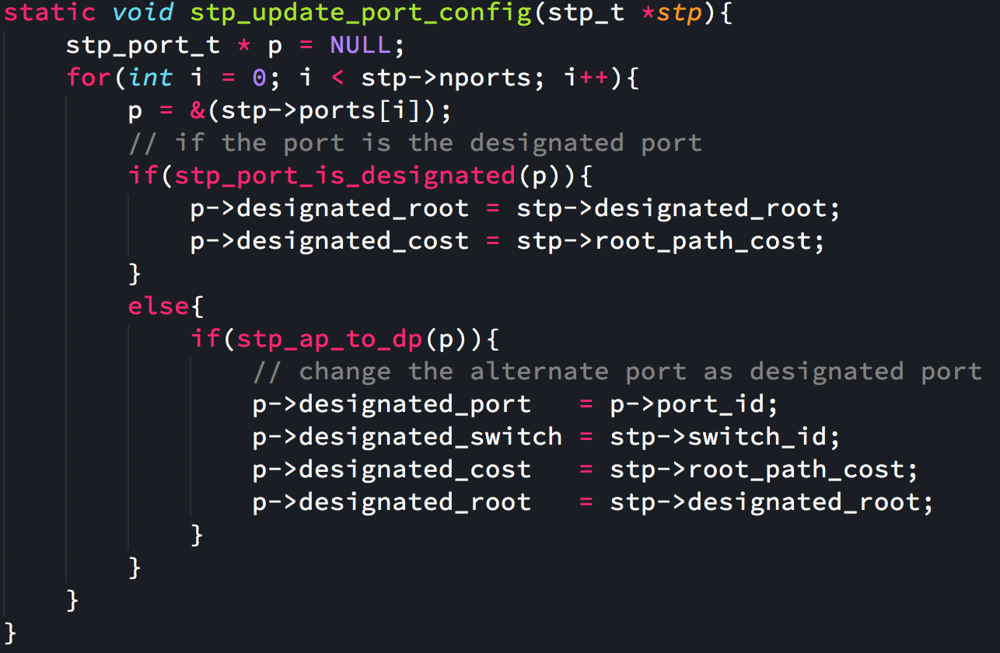 static void stp_update_port_config(stp_t *stp){
    stp_port_t * p = NULL;
    for(int i = 0; i < stp->nports; i++){
        p = &(stp->ports[i]);
        // if the port is the designated port
        if(stp_port_is_designated(p)){
            p->designated_root = stp->designated_root;
            p->designated_cost = stp->root_path_cost;
        }
        else{
            if(stp_ap_to_dp(p)){
                // change the alternate port as designated port
                p->designated_port   = p->port_id;
                p->designated_switch = stp->switch_id;
                p->designated_cost   = stp->root_path_cost;
                p->designated_root   = stp->designated_root;
            }
        }
    }
}